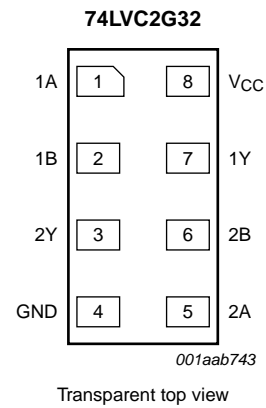 74LVC2G32
1A 1 8 VCC
1B 2 7 1Y
2Y 3 6 2B
GND 4 5 2A
001aab743
Transparent top view